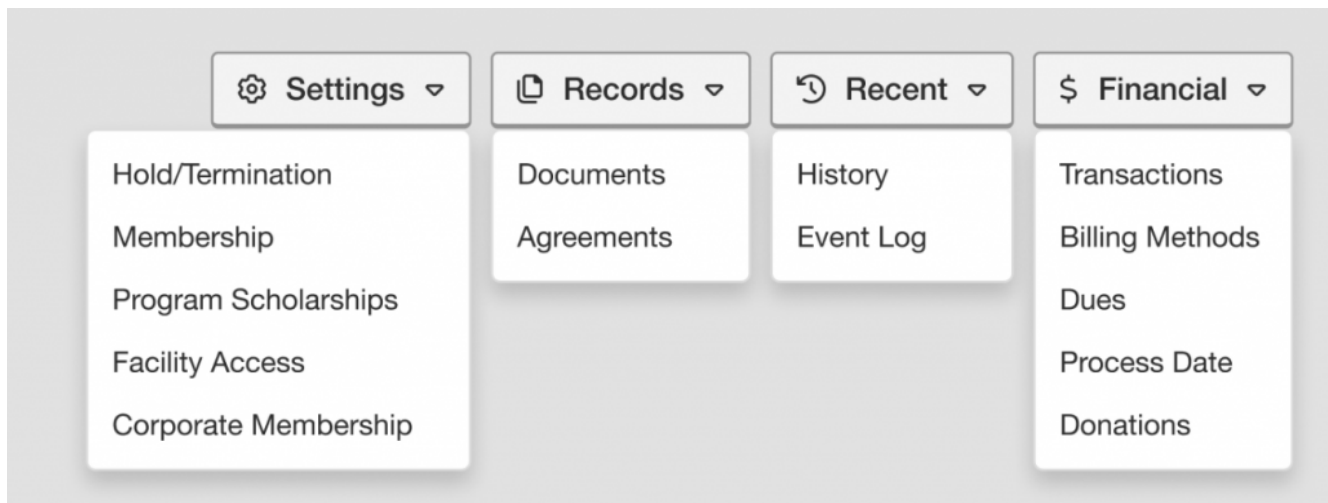 Settings
Hold/Termination
Membership
Program Scholarships
Facility Access
Corporate Membership
Records
Documents
Agreements
Recent
History
Event Log
$ Financial
Transactions
Billing Methods
Dues
Process Date
Donations